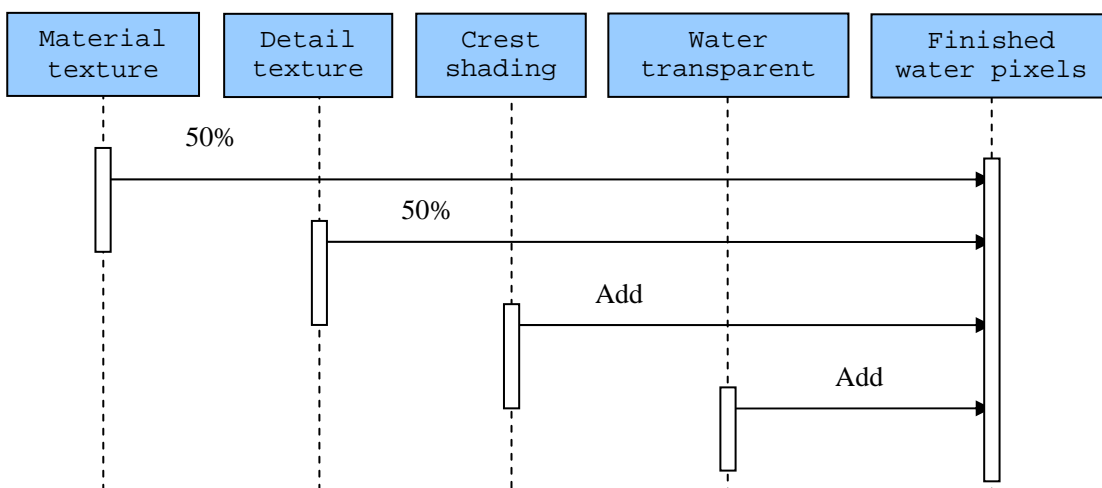 Material
texture
Detail
texture
Crest
shading
Water
transparent
Finished
water pixels
50%
50%
Add
Add